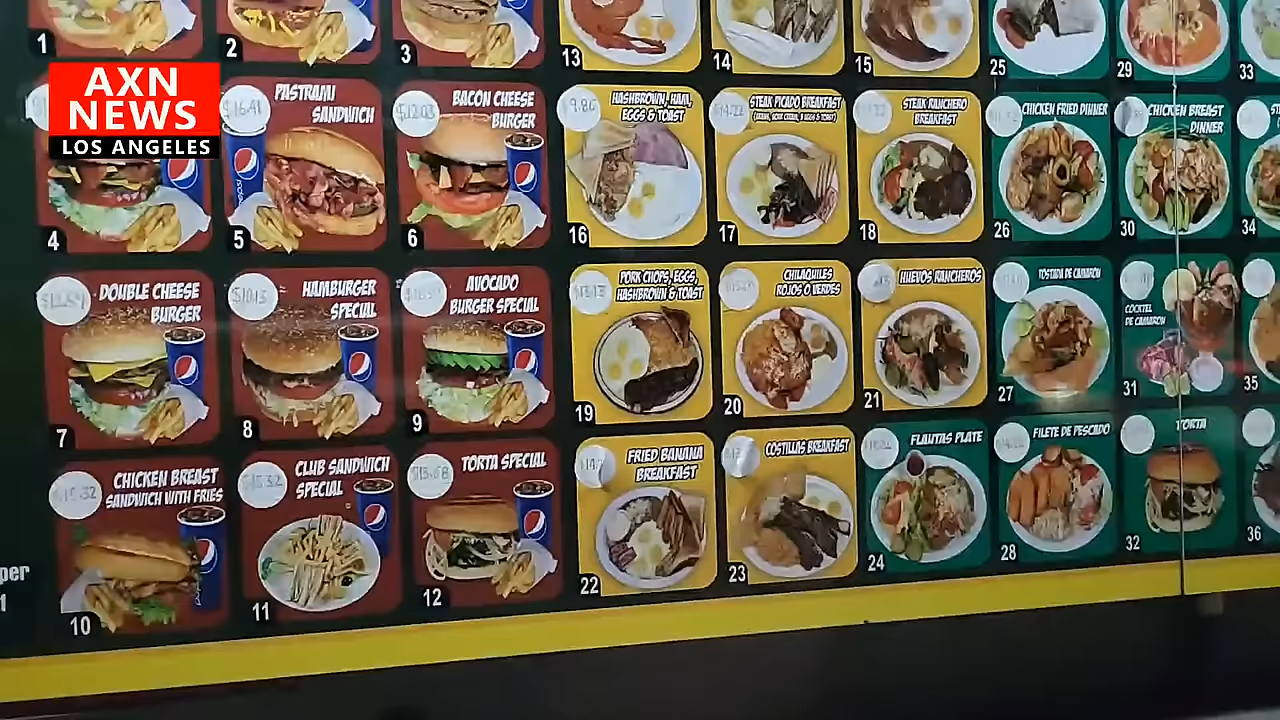 AXN
NEWS
LOS ANGELES
1
2
3
13
14
15
25
29
33
$16.41
PASTRAMI
SANDWICH
BACON CHEESE
BURGER
9.80
HASHBROWN, HAM,
EGGS & TOAST
STEAK PICADO BREAKFAST
STEAK RANCHERO
BREAKFAST
CHICKEN FRIED DINNER
CHICKEN BREAST
DINNER
4
5
6
16
17
18
26
30
34
DOUBLE CHEESE
BURGER
HAMBURGER
SPECIAL
AVOCADO
BURGER SPECIAL
PORK CHOPS, EGGS,
HASHBROWN & TOAST
CHILAQUILES
ROJOS O VERDES
HUEVOS RANCHEROS
TOSTADA DE CAMARON
COCKTEL
DE CAMARON
7
8
9
19
20
21
27
31
35
$15.32
CHICKEN BREAST
SANDWICH WITH FRIES
$15.32
CLUB SANDWICH
SPECIAL
TORTA SPECIAL
FRIED BANANA
BREAKFAST
COSTILLAS BREAKFAST
FLAUTAS PLATE
FILETE DE PESCADO
TORTA
10
11
12
22
23
24
28
32
36